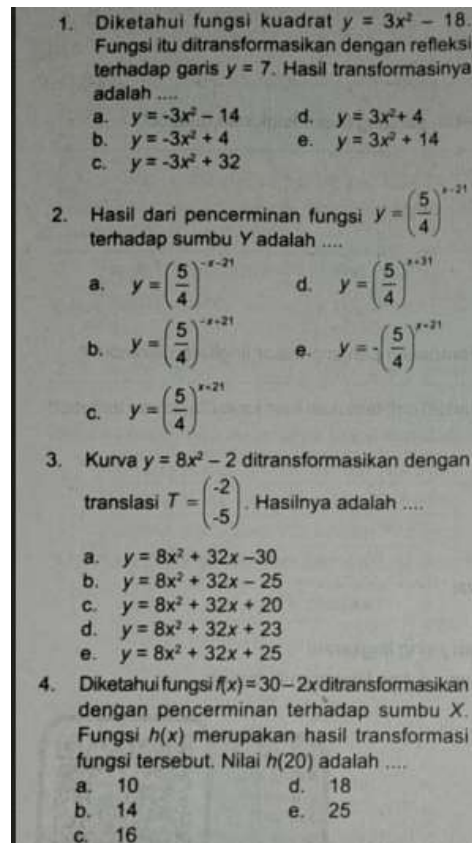 1. Diketahui fungsi kuadrat y = 3x² – 18.
Fungsi itu ditransformasikan dengan refleksi
terhadap garis y = 7. Hasil transformasinya
adalah ....
a. y = -3x² – 14 d. y = 3x²+ 4
b. y = -3x² + 4 e. y = 3x² + 14
c. y = -3x² + 32
2. Hasil dari pencerminan fungsi y = (5/4)^(x-21)
terhadap sumbu Y adalah ....
a. y = (5/4)^(-x-21) d. y = (5/4)^(x+31)
b. y = (5/4)^(-x+21) e. y = -(5/4)^(x+21)
c. y = (5/4)^(x+21)
3. Kurva y = 8x² – 2 ditransformasikan dengan
translasi T = (-2 -5). Hasilnya adalah ....
a. y = 8x² + 32x –30
b. y = 8x² + 32x – 25
c. y = 8x² + 32x + 20
d. y = 8x² + 32x + 23
e. y = 8x² + 32x + 25
4. Diketahui fungsi f(x) = 30 – 2x ditransformasikan
dengan pencerminan terhadap sumbu X.
Fungsi h(x) merupakan hasil transformasi
fungsi tersebut. Nilai h(20) adalah ....
a. 10 d. 18
b. 14 e. 25
c. 16